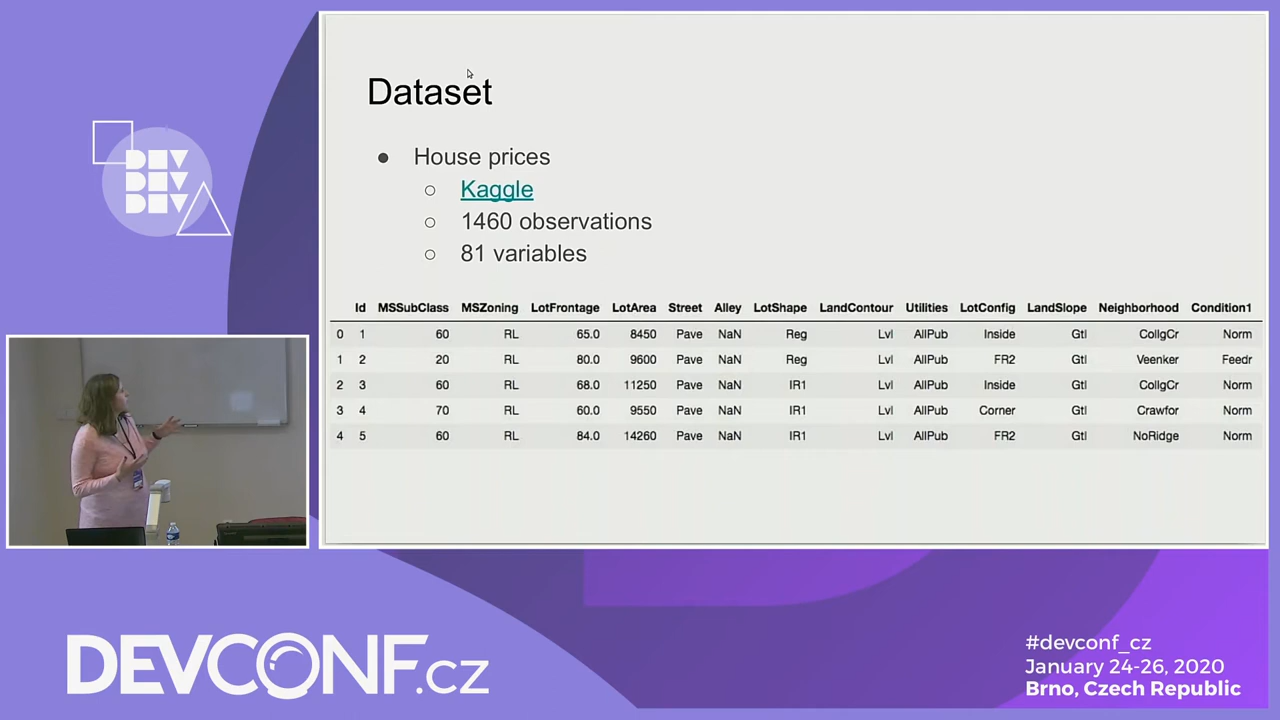 DEV
DEV
DEV
Dataset
● House prices
○ Kaggle
○ 1460 observations
○ 81 variables
Id MSSubClass MSZoning LotFrontage LotArea Street Alley LotShape LandContour Utilities LotConfig LandSlope Neighborhood Condition1
0 1 60 RL 65.0 8450 Pave NaN Reg Lvl AllPub Inside Gtl CollgCr Norm
1 2 20 RL 80.0 9600 Pave NaN Reg Lvl AllPub FR2 Gtl Veenker Feedr
2 3 60 RL 68.0 11250 Pave NaN IR1 Lvl AllPub Inside Gtl CollgCr Norm
3 4 70 RL 60.0 9550 Pave NaN IR1 Lvl AllPub Corner Gtl Crawfor Norm
4 5 60 RL 84.0 14260 Pave NaN IR1 Lvl AllPub FR2 Gtl NoRidge Norm
DEVCONF.cz
#devconf_cz
January 24-26, 2020
Brno, Czech Republic